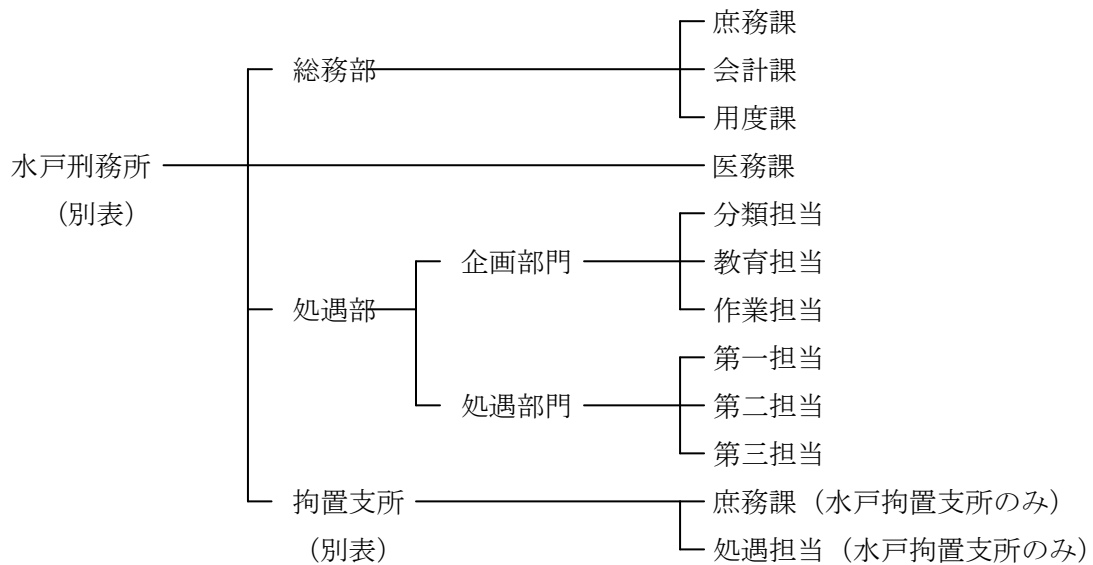 庶務課
総務部
会計課
用度課
水戸刑務所
医務課
（別表）
分類担当
企画部門
教育担当
処遇部
作業担当
第一担当
処遇部門
第二担当
第三担当
拘置支所
庶務課（水戸拘置支所のみ）
（別表）
処遇担当（水戸拘置支所のみ）